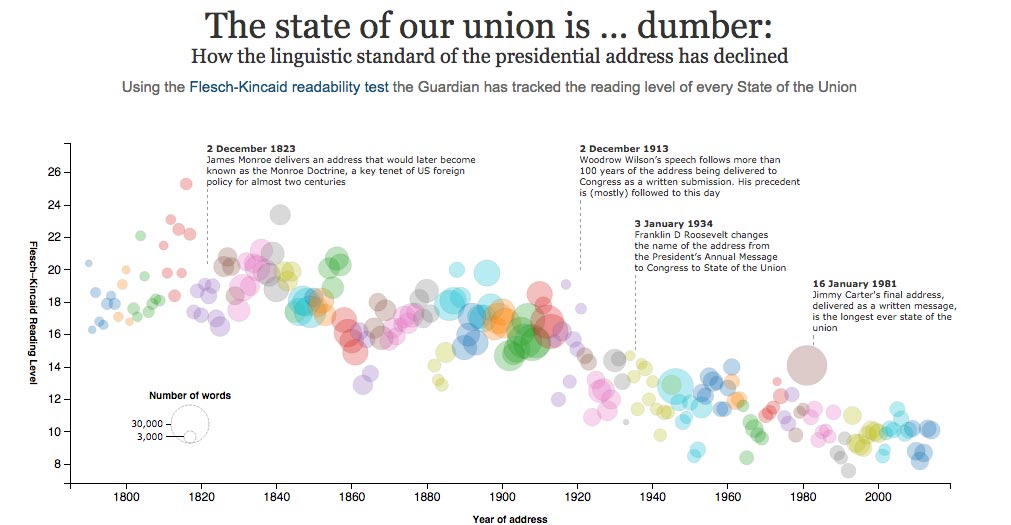 The state of our union is ... dumber:
How the linguistic standard of the presidential address has declined
Using the Flesch-Kincaid readability test the Guardian has tracked the reading level of every State of the Union
2 December 1823
James Monroe delivers an address that would later become
known as the Monroe Doctrine, a key tenet of US foreign
policy for almost two centuries
2 December 1913
Woodrow Wilson's speech follows more than
100 years of the address being delivered to
Congress as a written submission. His precedent
is (mostly) followed to this day
3 January 1934
Franklin D Roosevelt changes
the name of the address from
the President's Annual Message
to Congress to State of the Union
16 January 1981
Jimmy Carter's final address,
delivered as a written message,
is the longest ever state of the
union
Flesch-Kincaid Reading Level
26
24
22
20
18
16
14
12
10
8
Number of words
30,000
3,000
1800
1820
1840
1860
1880
1900
1920
1940
1960
1980
2000
Year of address